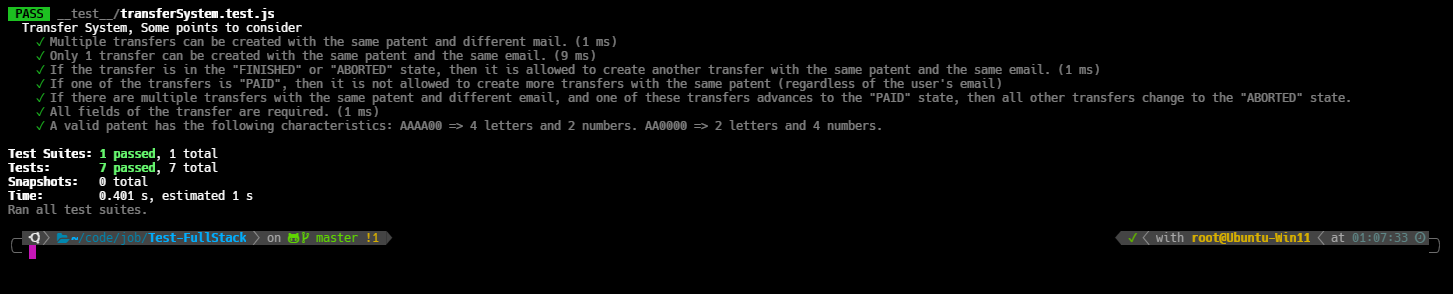 PASS __test__/transferSystem.test.js
Transfer System, Some points to consider
✓ Multiple transfers can be created with the same patent and different mail. (1 ms)
✓ Only 1 transfer can be created with the same patent and the same email. (9 ms)
✓ If the transfer is in the "FINISHED" or "ABORTED" state, then it is allowed to create another transfer with the same patent and the same email. (1 ms)
✓ If one of the transfers is "PAID", then it is not allowed to create more transfers with the same patent (regardless of the user's email)
✓ If there are multiple transfers with the same patent and different email, and one of these transfers advances to the "PAID" state, then all other transfers change to the "ABORTED" state.
✓ All fields of the transfer are required. (1 ms)
✓ A valid patent has the following characteristics: AAAA00 => 4 letters and 2 numbers. AA0000 => 2 letters and 4 numbers.
Test Suites: 1 passed, 1 total
Tests: 7 passed, 7 total
Snapshots: 0 total
Time: 0.401 s, estimated 1 s
Ran all test suites.
~/code/job/Test-FullStack on master !1 ✓ with root@Ubuntu-Win11 at 01:07:33